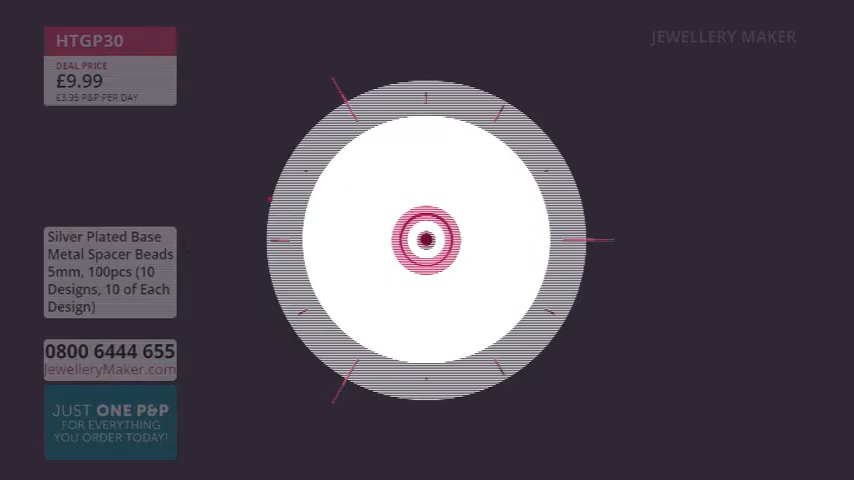 HTGP30
JEWELLERY MAKER
DEAL PRICE
£9.99
£3.95 P&P PER DAY
Silver Plated Base
Metal Spacer Beads
5mm, 100pcs (10
Designs, 10 of Each
Design)
0800 6444 655
JewelleryMaker.com
JUST ONE P&P
FOR EVERYTHING
YOU ORDER TODAY!